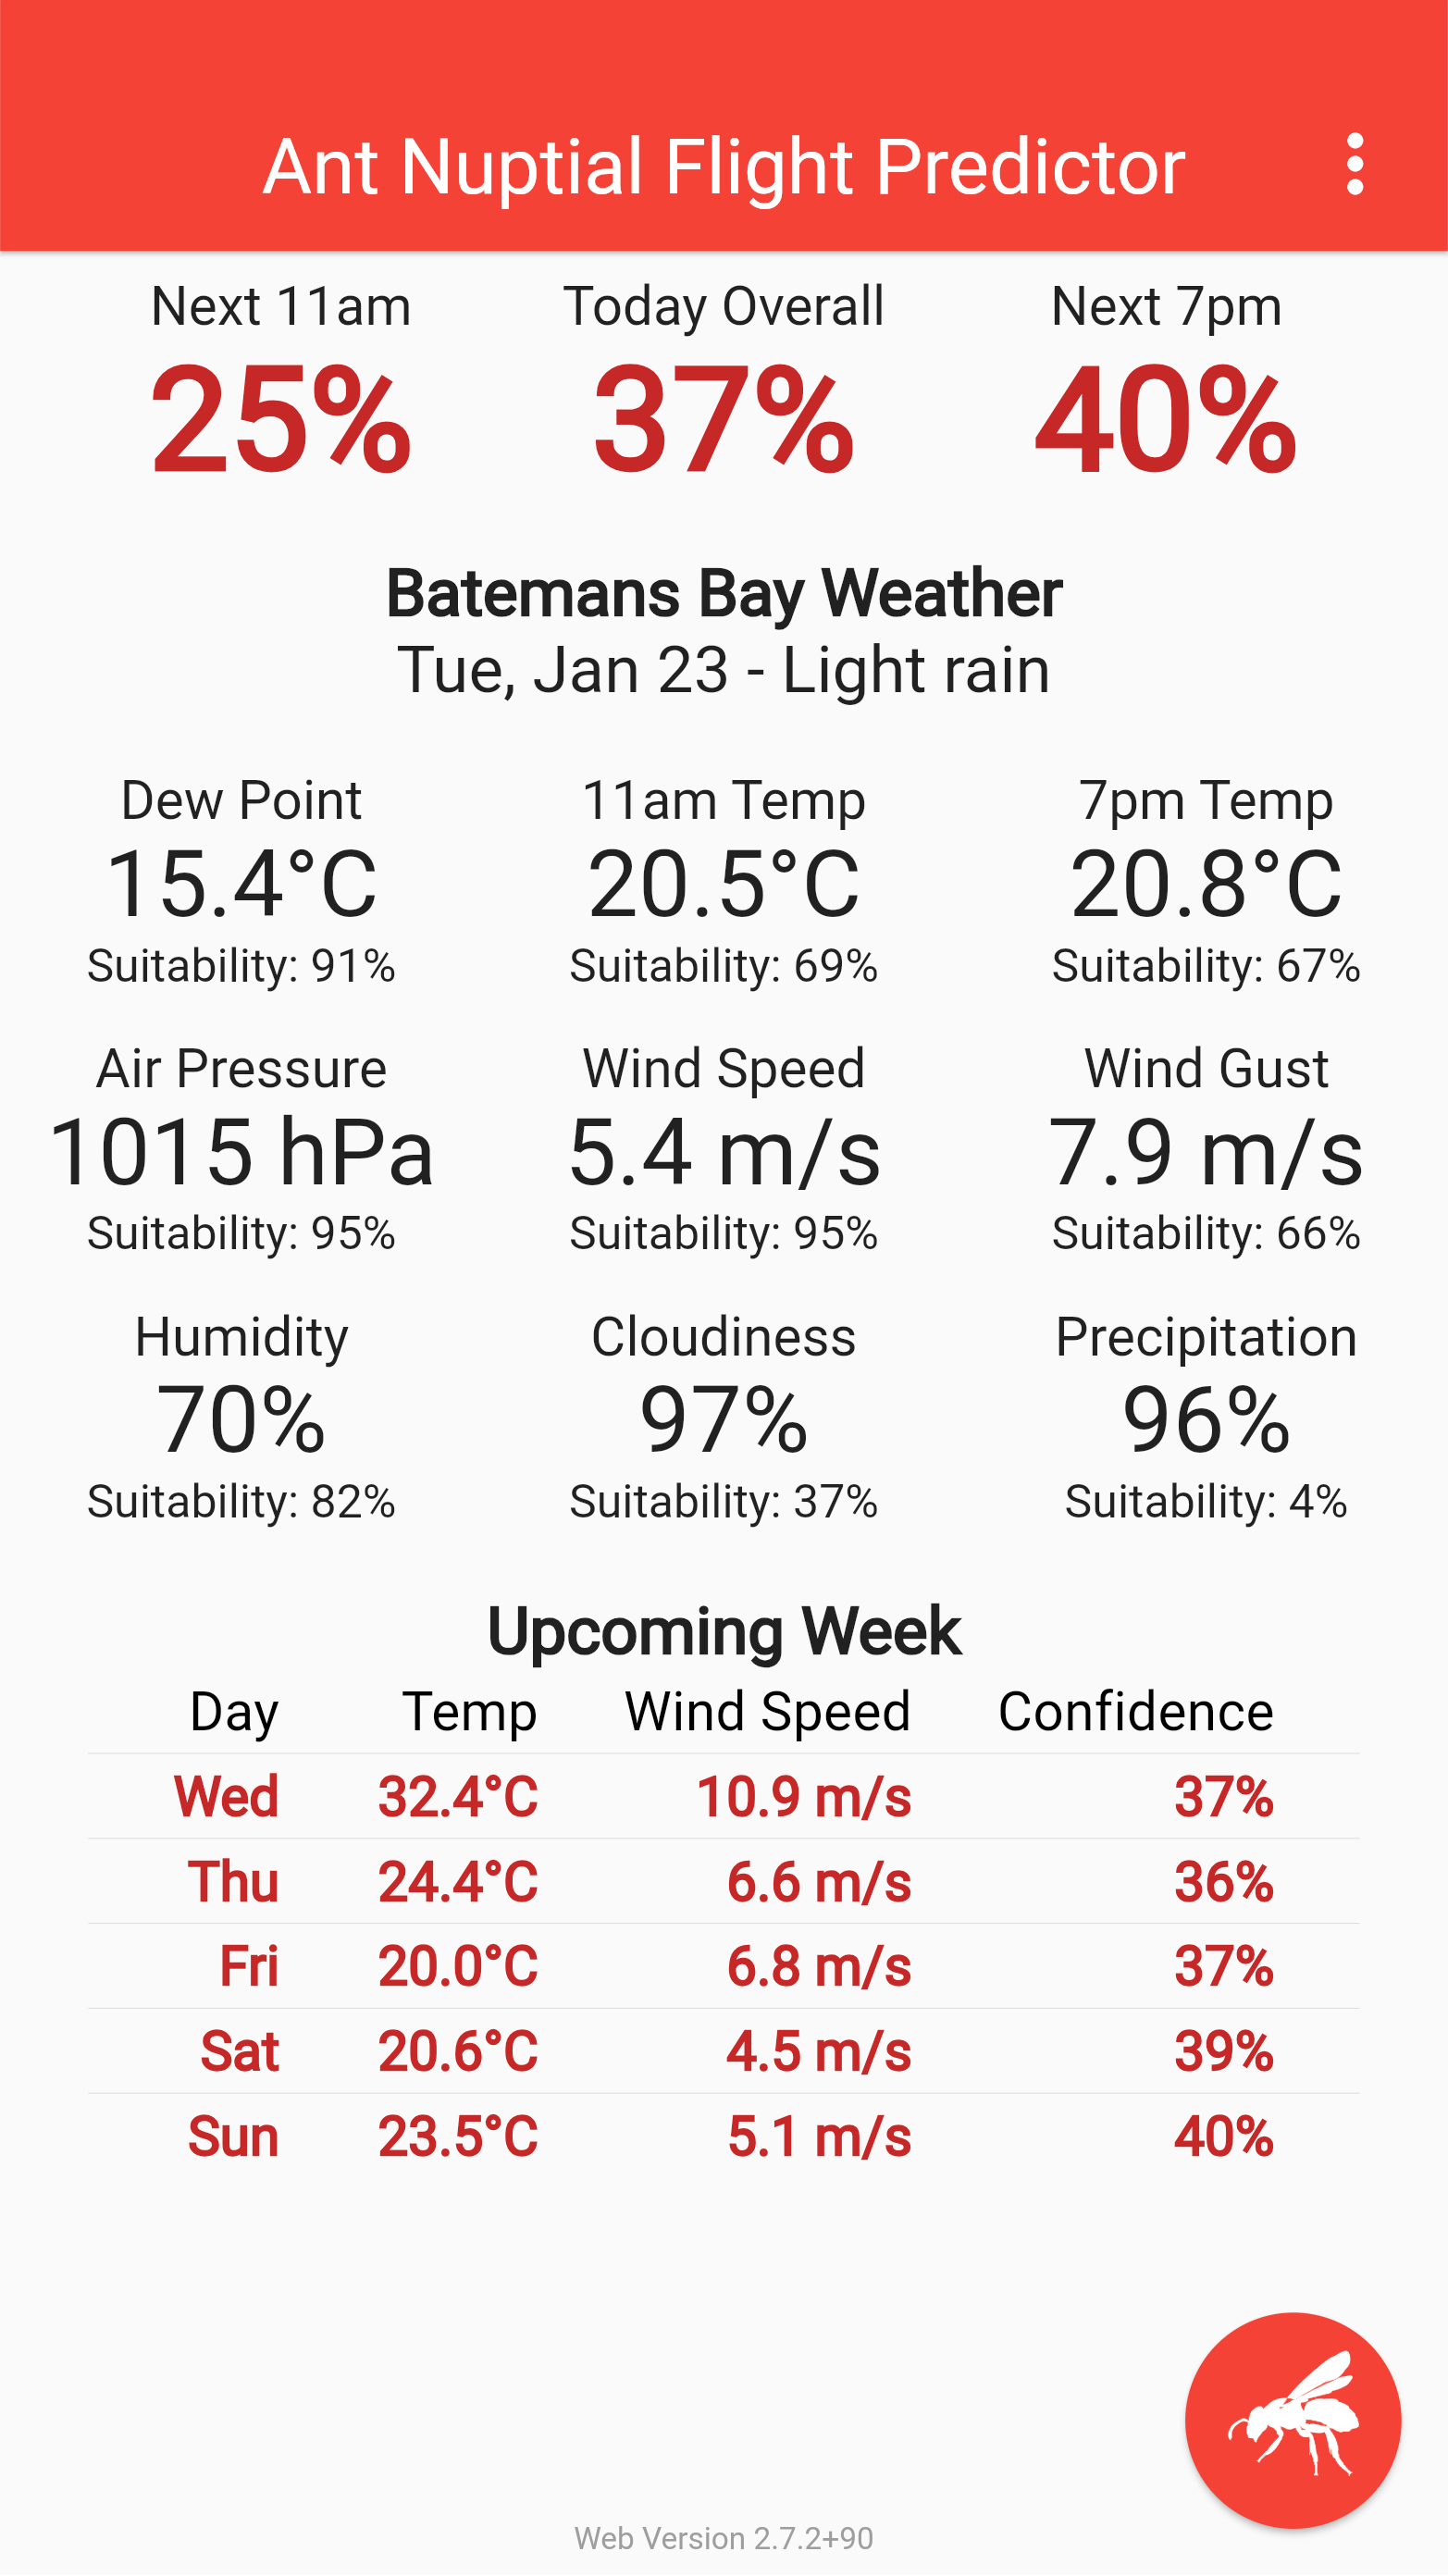 Ant Nuptial Flight Predictor
Next 11am Today Overall Next 7pm
25% 37% 40%
Batemans Bay Weather
Tue, Jan 23 - Light rain
Dew Point 11am Temp 7pm Temp
15.4°C 20.5°C 20.8°C
Suitability: 91% Suitability: 69% Suitability: 67%
Air Pressure Wind Speed Wind Gust
1015 hPa 5.4 m/s 7.9 m/s
Suitability: 95% Suitability: 95% Suitability: 66%
Humidity Cloudiness Precipitation
70% 97% 96%
Suitability: 82% Suitability: 37% Suitability: 4%
Upcoming Week
Day Temp Wind Speed Confidence
Wed 32.4°C 10.9 m/s 37%
Thu 24.4°C 6.6 m/s 36%
Fri 20.0°C 6.8 m/s 37%
Sat 20.6°C 4.5 m/s 39%
Sun 23.5°C 5.1 m/s 40%
Web Version 2.7.2+90